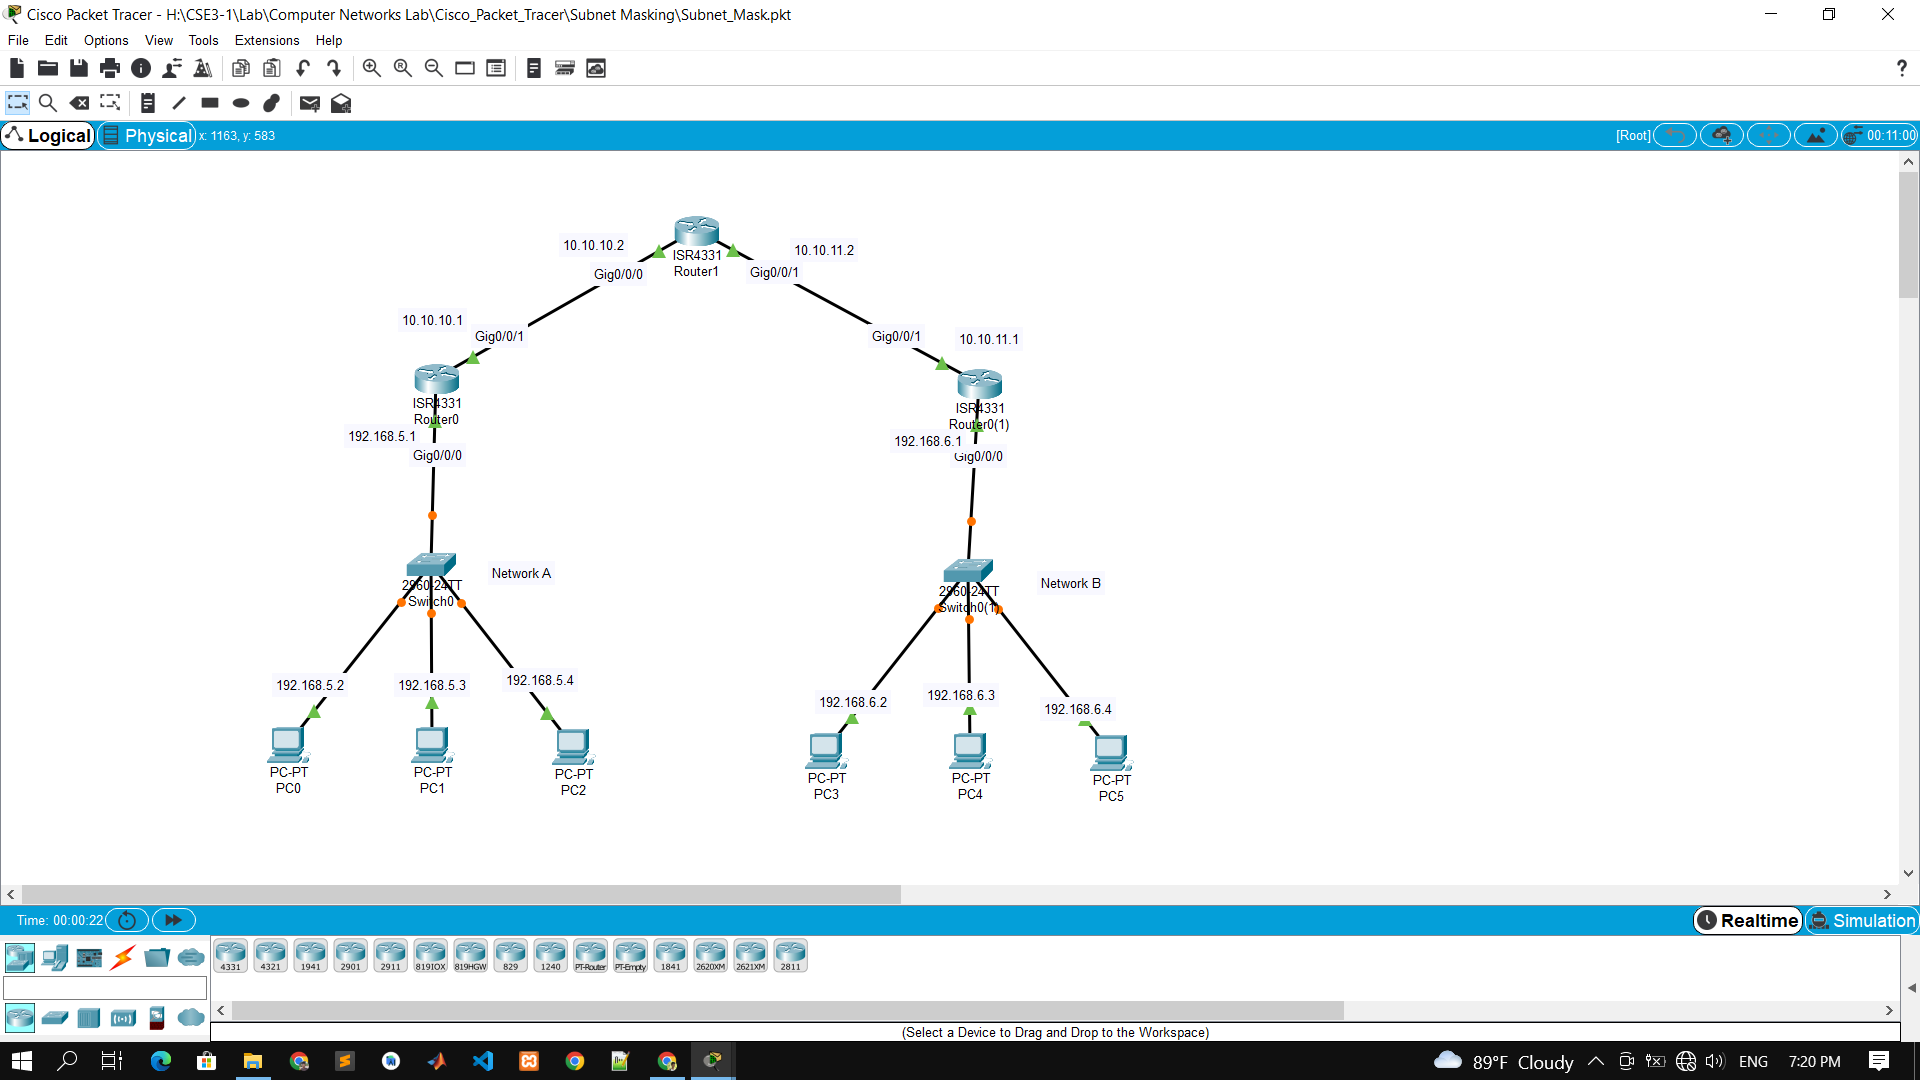 Cisco Packet Tracer - H:\CSE3-1\Lab\Computer Networks Lab\Cisco_Packet_Tracer\Subnet Masking\Subnet_Mask.pkt
File Edit Options View Tools Extensions Help
?
Logical Physical x: 1163, y: 583 [Root] 00:11:00
10.10.10.2
10.10.11.2
ISR4331
Router1
Gig0/0/0
Gig0/0/1
10.10.10.1
Gig0/0/1
Gig0/0/1
10.10.11.1
ISR4331
Router0
ISR4331
Router0(1)
192.168.5.1
Gig0/0/0
192.168.6.1
Gig0/0/0
2960-24TT
Switch0
Network A
2960-24TT
Switch0(1)
Network B
192.168.5.2
192.168.5.3
192.168.5.4
192.168.6.2
192.168.6.3
192.168.6.4
PC-PT
PC0
PC-PT
PC1
PC-PT
PC2
PC-PT
PC3
PC-PT
PC4
PC-PT
PC5
Time: 00:00:22
Realtime Simulation
4331 4321 1941 2901 2911 819IOX 819HGW 829 1240 PT-Router PT-Empty 1841 2620XM 2621XM 2811
(Select a Device to Drag and Drop to the Workspace)
89°F Cloudy ENG 7:20 PM